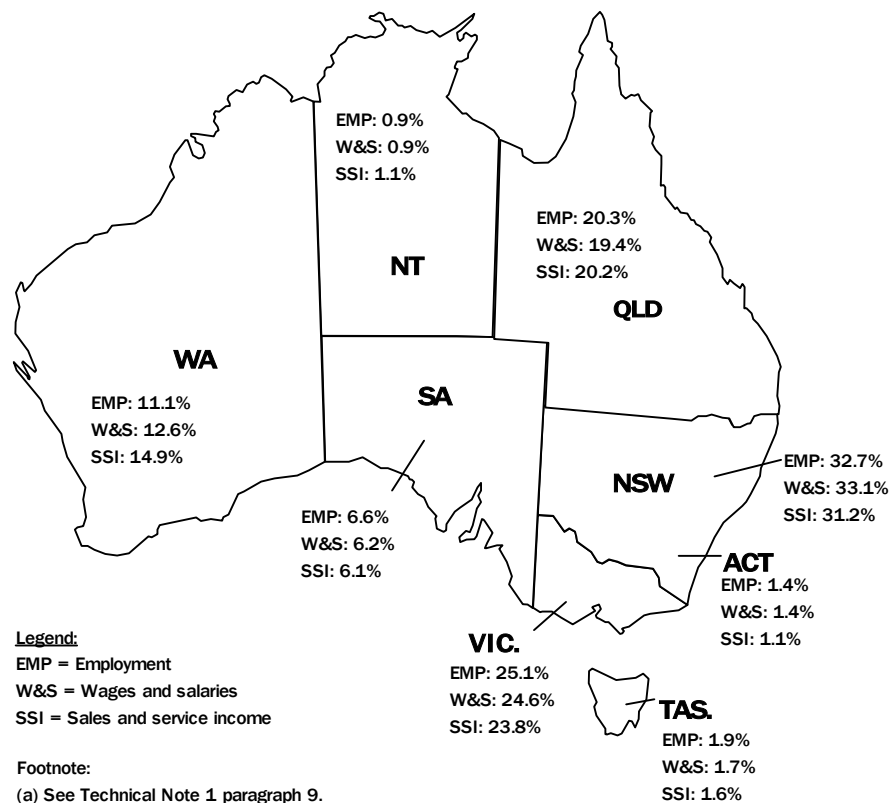 EMP: 0.9%
W&S: 0.9%
SSI: 1.1%
NT
EMP: 20.3%
W&S: 19.4%
SSI: 20.2%
QLD
WA
EMP: 11.1%
W&S: 12.6%
SSI: 14.9%
SA
EMP: 6.6%
W&S: 6.2%
SSI: 6.1%
NSW
EMP: 32.7%
W&S: 33.1%
SSI: 31.2%
ACT
EMP: 1.4%
W&S: 1.4%
SSI: 1.1%
VIC.
EMP: 25.1%
W&S: 24.6%
SSI: 23.8%
TAS.
EMP: 1.9%
W&S: 1.7%
SSI: 1.6%
Legend:
EMP = Employment
W&S = Wages and salaries
SSI = Sales and service income
Footnote:
(a) See Technical Note 1 paragraph 9.